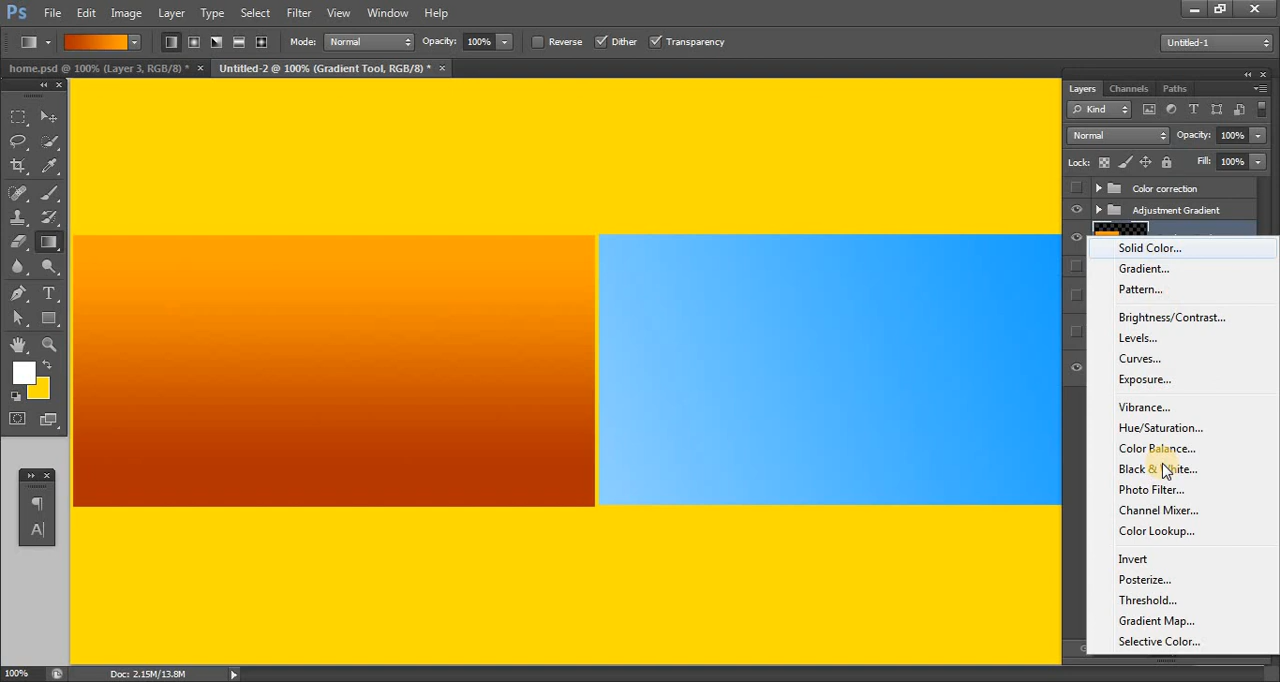 Ps File Edit Image Layer Type Select Filter 3D View Window Help
Mode: Normal Opacity: 100% Reverse Dither Transparency Untitled-1
home.psd @ 100% (Layer 3, RGB/8) * × Untitled-2 @ 100% (Gradient Tool, RGB/8) * ×
Layers Channels Paths
Kind T
Normal Opacity: 100%
Lock: Fill: 100%
Color correction
Adjustment Gradient
Solid Color...
Gradient...
Pattern...
Brightness/Contrast...
Levels...
Curves...
Exposure...
Vibrance...
Hue/Saturation...
Color Balance...
Black & White...
Photo Filter...
Channel Mixer...
Color Lookup...
Invert
Posterize...
Threshold...
Gradient Map...
Selective Color...
T
A
100% Doc: 2.15M/13.8M